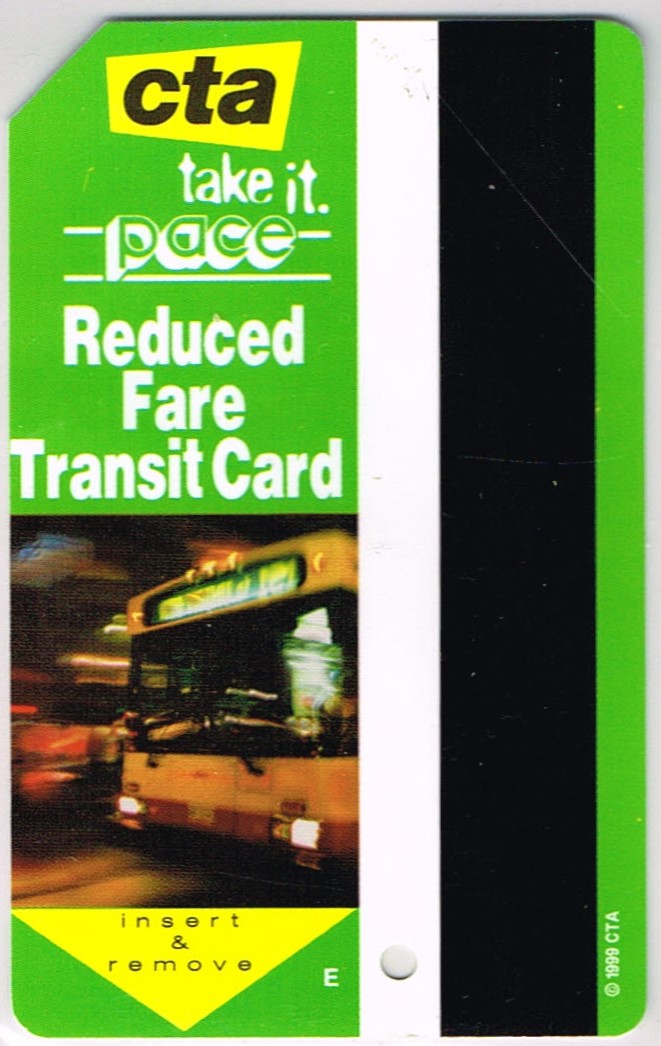 cta
take it.
pace
Reduced
Fare
Transit Card
insert
&
remove
E
© 1999 CTA